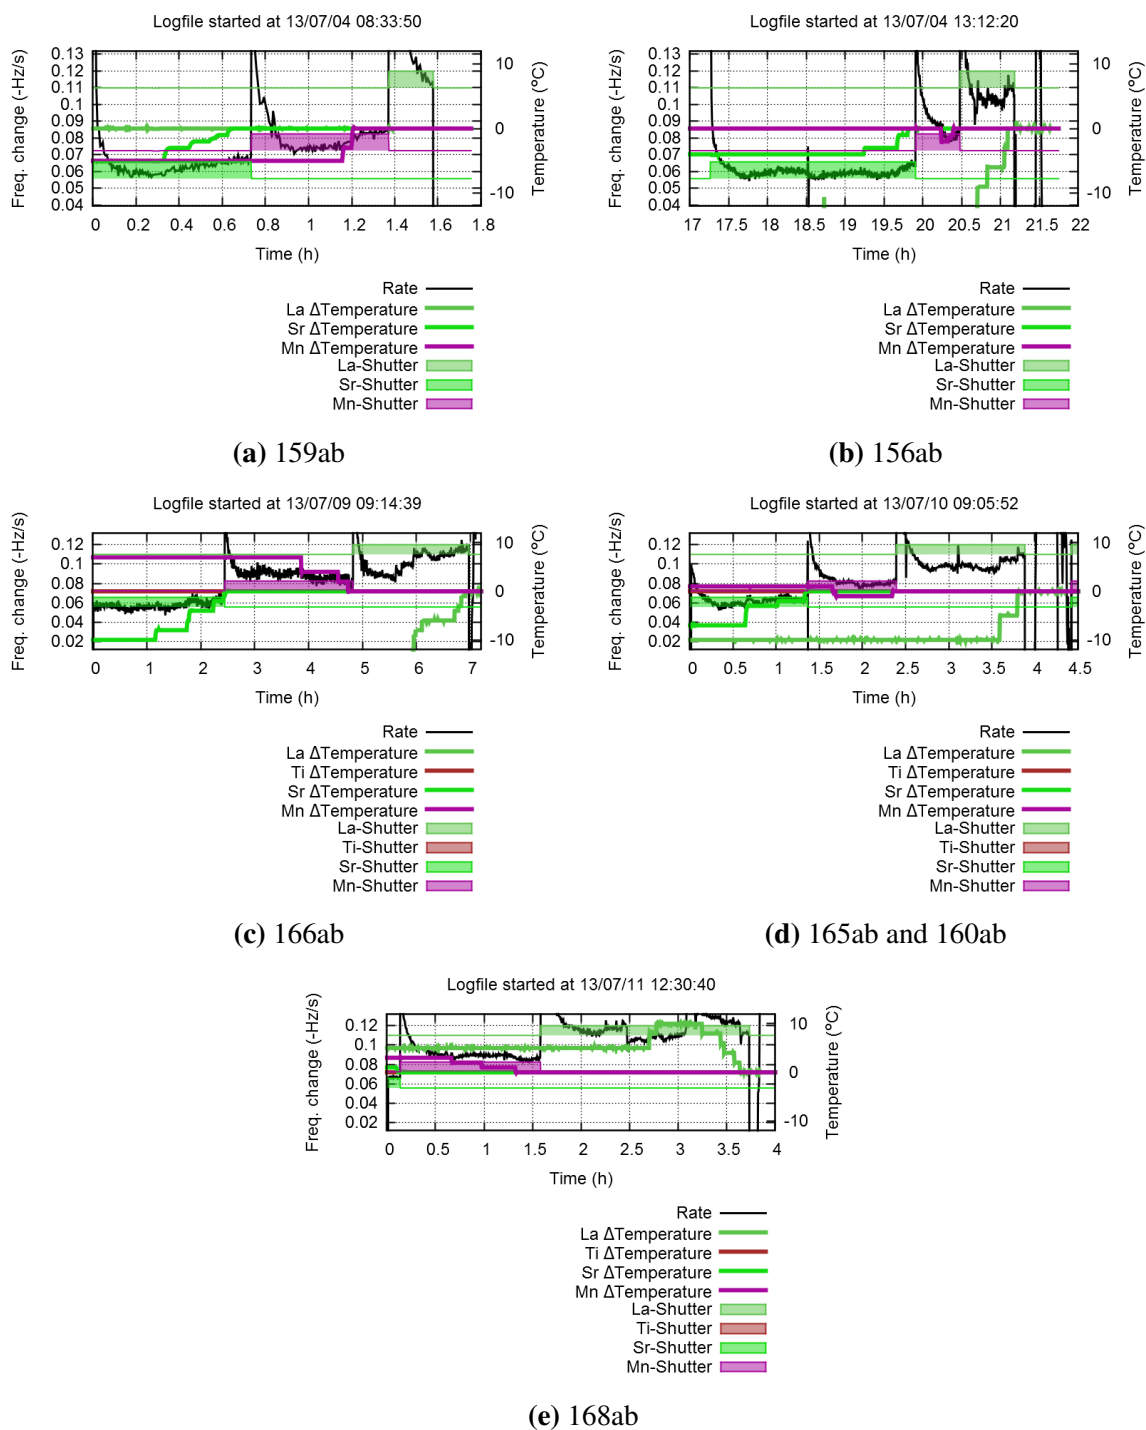 Logfile started at 13/07/04 08:33:50
Freq. change (-Hz/s)
0.13
0.12
0.11
0.1
0.09
0.08
0.07
0.06
0.05
0.04
10
0
-10
Temperature (°C)
0 0.2 0.4 0.6 0.8 1 1.2 1.4 1.6 1.8
Time (h)
Rate
La ΔTemperature
Sr ΔTemperature
Mn ΔTemperature
La-Shutter
Sr-Shutter
Mn-Shutter
(a) 159ab
Logfile started at 13/07/04 13:12:20
Freq. change (-Hz/s)
0.13
0.12
0.11
0.1
0.09
0.08
0.07
0.06
0.05
0.04
10
0
-10
Temperature (°C)
17 17.5 18 18.5 19 19.5 20 20.5 21 21.5 22
Time (h)
Rate
La ΔTemperature
Sr ΔTemperature
Mn ΔTemperature
La-Shutter
Sr-Shutter
Mn-Shutter
(b) 156ab
Logfile started at 13/07/09 09:14:39
Freq. change (-Hz/s)
0.12
0.1
0.08
0.06
0.04
0.02
10
0
-10
Temperature (°C)
0 1 2 3 4 5 6 7
Time (h)
Rate
La ΔTemperature
Ti ΔTemperature
Sr ΔTemperature
Mn ΔTemperature
La-Shutter
Ti-Shutter
Sr-Shutter
Mn-Shutter
(c) 166ab
Logfile started at 13/07/10 09:05:52
Freq. change (-Hz/s)
0.12
0.1
0.08
0.06
0.04
0.02
10
0
-10
Temperature (°C)
0 0.5 1 1.5 2 2.5 3 3.5 4 4.5
Time (h)
Rate
La ΔTemperature
Ti ΔTemperature
Sr ΔTemperature
Mn ΔTemperature
La-Shutter
Ti-Shutter
Sr-Shutter
Mn-Shutter
(d) 165ab and 160ab
Logfile started at 13/07/11 12:30:40
Freq. change (-Hz/s)
0.12
0.1
0.08
0.06
0.04
0.02
10
0
-10
Temperature (°C)
0 0.5 1 1.5 2 2.5 3 3.5 4
Time (h)
Rate
La ΔTemperature
Ti ΔTemperature
Sr ΔTemperature
Mn ΔTemperature
La-Shutter
Ti-Shutter
Sr-Shutter
Mn-Shutter
(e) 168ab